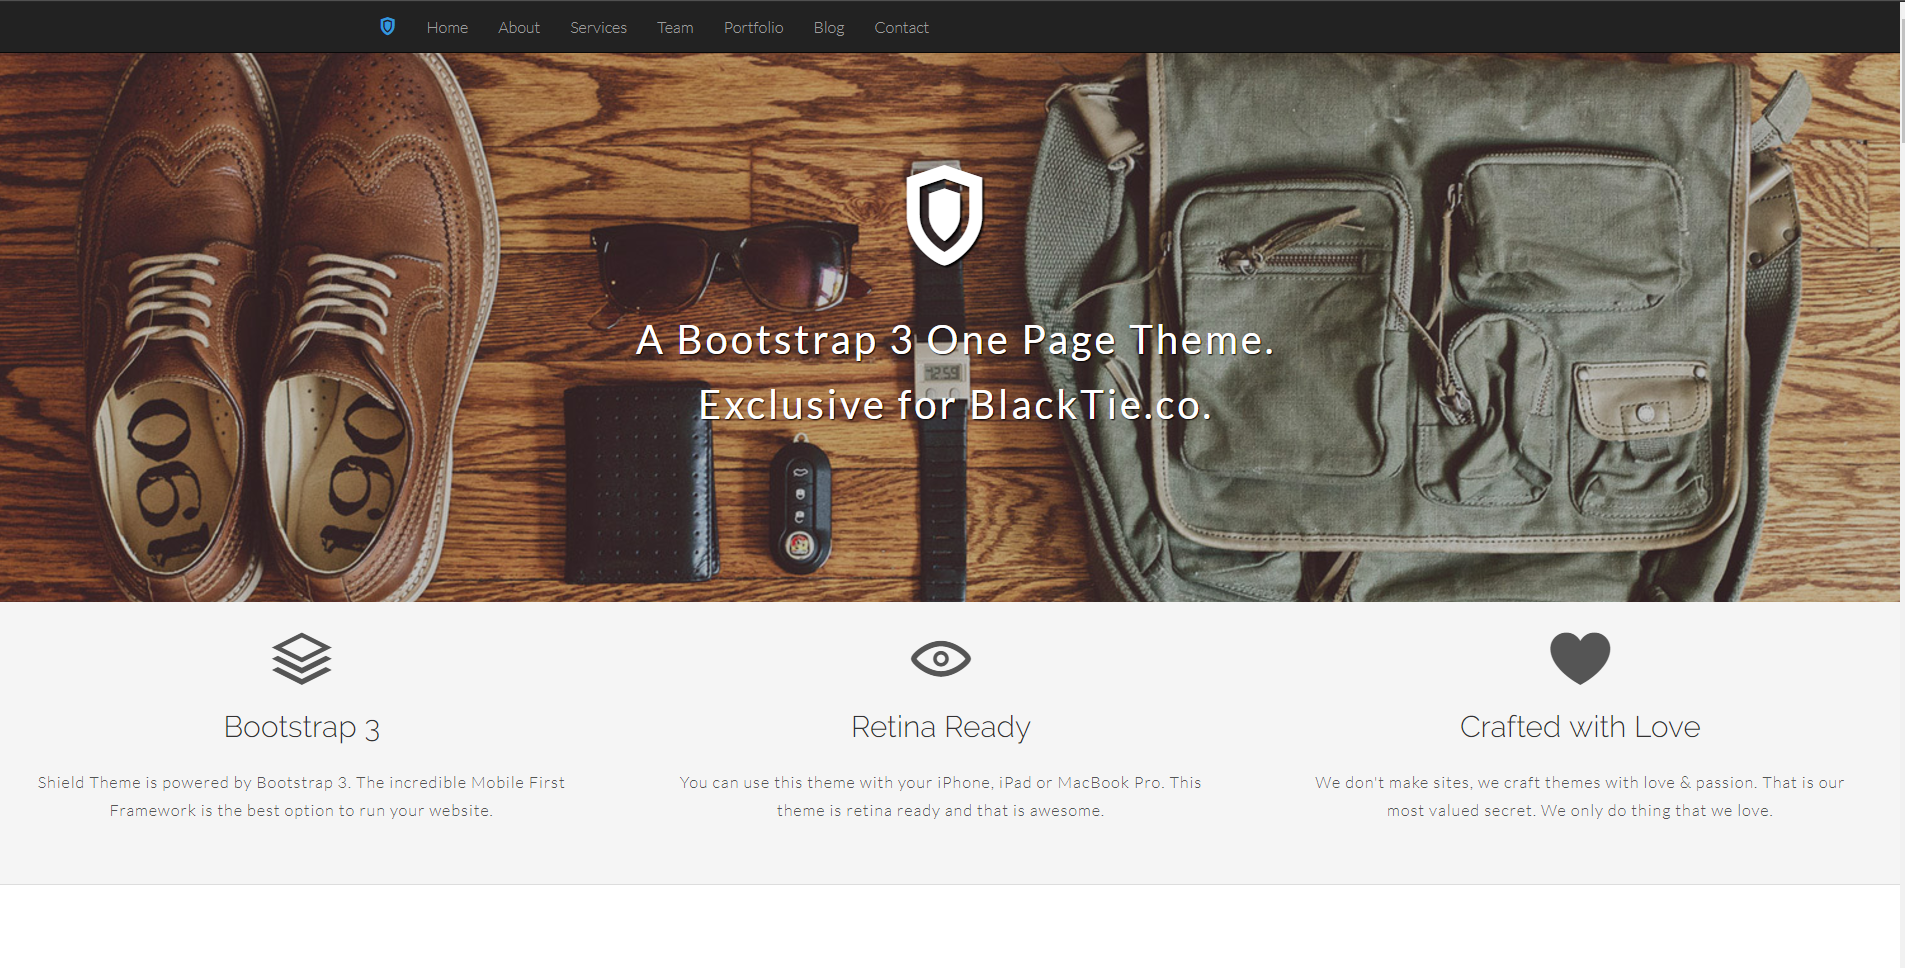 Home About Services Team Portfolio Blog Contact
A Bootstrap 3 One Page Theme.
Exclusive for BlackTie.co.
12:59
190 190
Bootstrap 3
Shield Theme is powered by Bootstrap 3. The incredible Mobile First
Framework is the best option to run your website.
Retina Ready
You can use this theme with your iPhone, iPad or MacBook Pro. This
theme is retina ready and that is awesome.
Crafted with Love
We don't make sites, we craft themes with love & passion. That is our
most valued secret. We only do thing that we love.